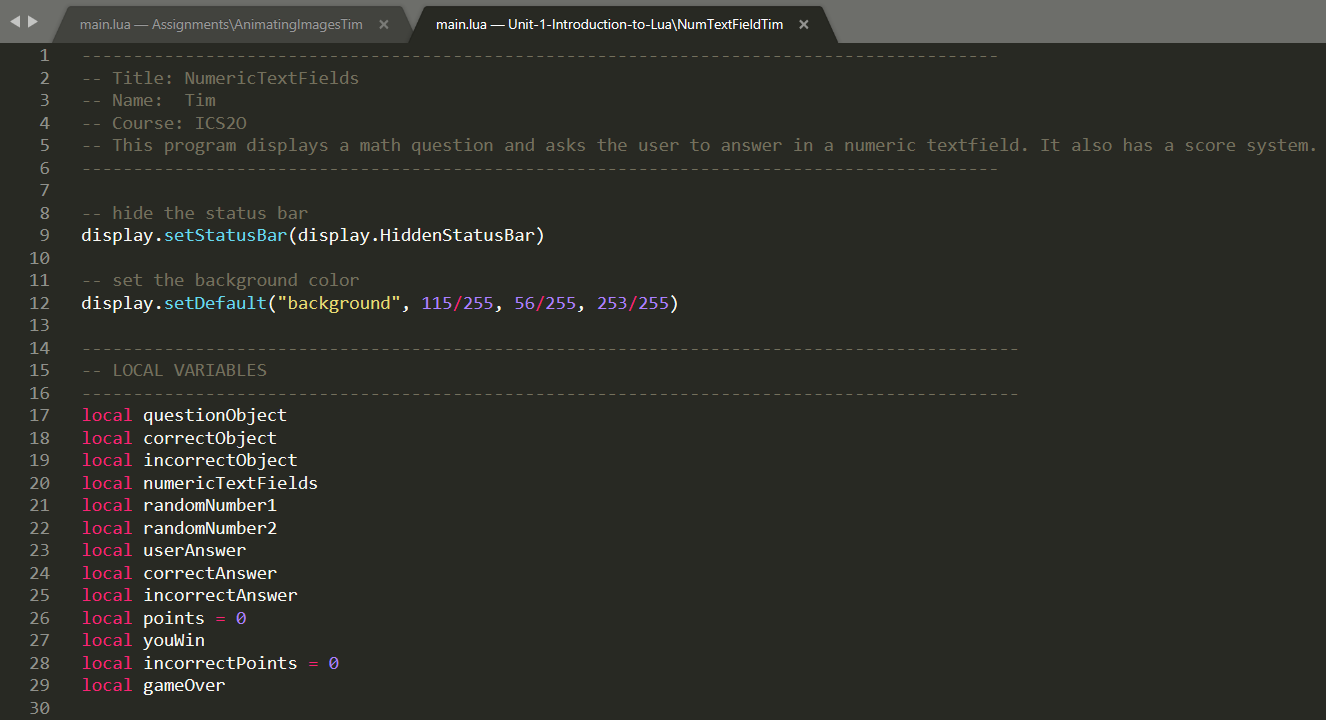 main.lua — Assignments\AnimatingImagesTim × main.lua — Unit-1-Introduction-to-Lua\NumTextFieldTim ×
1 -----------------------------------------------------------------------------------------
2 -- Title: NumericTextFields
3 -- Name:  Tim
4 -- Course: ICS2O
5 -- This program displays a math question and asks the user to answer in a numeric textfield. It also has a score system.
6 -----------------------------------------------------------------------------------------
7
8 -- hide the status bar
9 display.setStatusBar(display.HiddenStatusBar)
10
11 -- set the background color
12 display.setDefault("background", 115/255, 56/255, 253/255)
13
14 -------------------------------------------------------------------------------------------
15 -- LOCAL VARIABLES
16 -------------------------------------------------------------------------------------------
17 local questionObject
18 local correctObject
19 local incorrectObject
20 local numericTextFields
21 local randomNumber1
22 local randomNumber2
23 local userAnswer
24 local correctAnswer
25 local incorrectAnswer
26 local points = 0
27 local youWin
28 local incorrectPoints = 0
29 local gameOver
30